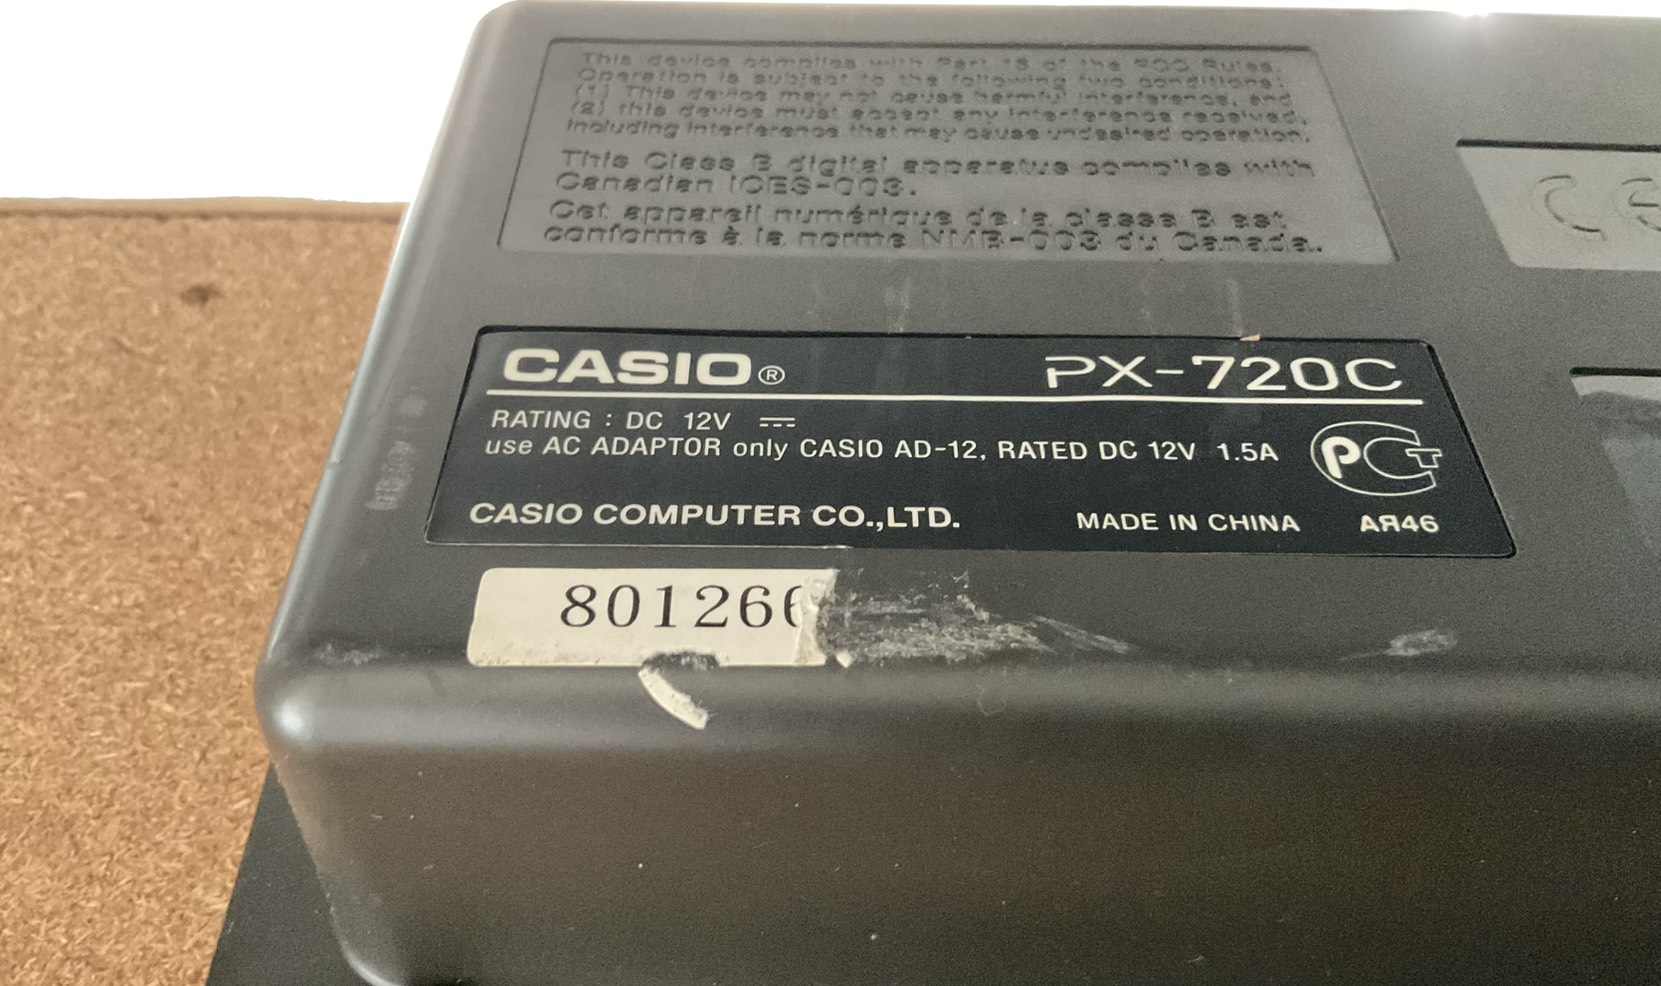 This device complies with Part 15 of the FCC Rules.
Operation is subject to the following two conditions:
(1) This device may not cause harmful interference, and
(2) this device must accept any interference received,
including interference that may cause undesired operation.
This Class B digital apparatus complies with
Canadian ICES-003.
Cet appareil numérique de la classe B est
conforme à la norme NMB-003 du Canada.
CE
CASIO® PX-720C
RATING : DC 12V ⎓
use AC ADAPTOR only CASIO AD-12, RATED DC 12V 1.5A
PCT
CASIO COMPUTER CO.,LTD. MADE IN CHINA АЯ46
80126